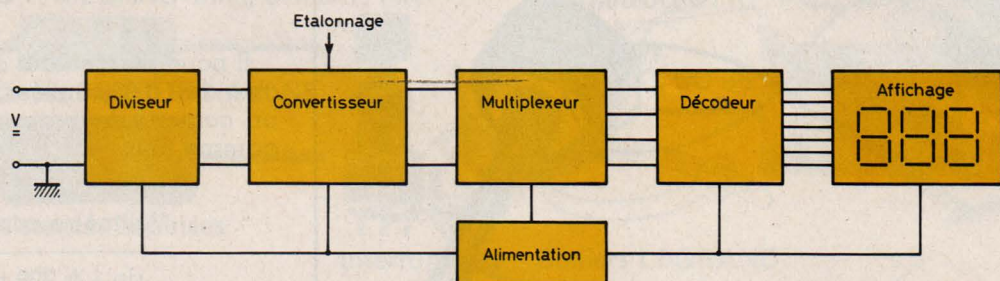 Etalonnage
V
Diviseur
Convertisseur
Multiplexeur
Décodeur
Affichage
888
Alimentation